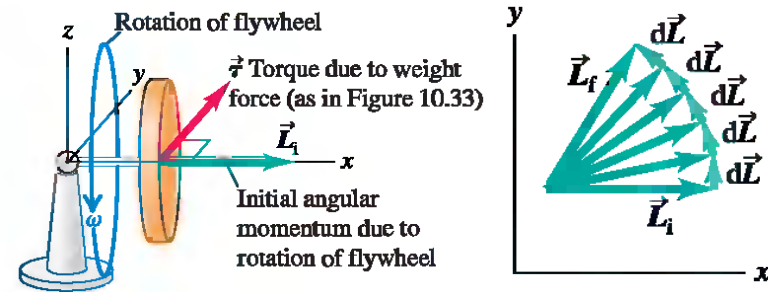 Rotation of flywheel
z
y
τ⃗ Torque due to weight
force (as in Figure 10.33)
L⃗i
x
ω
Initial angular
momentum due to
rotation of flywheel
y
dL⃗
dL⃗
L⃗f
dL⃗
dL⃗
dL⃗
L⃗i
x